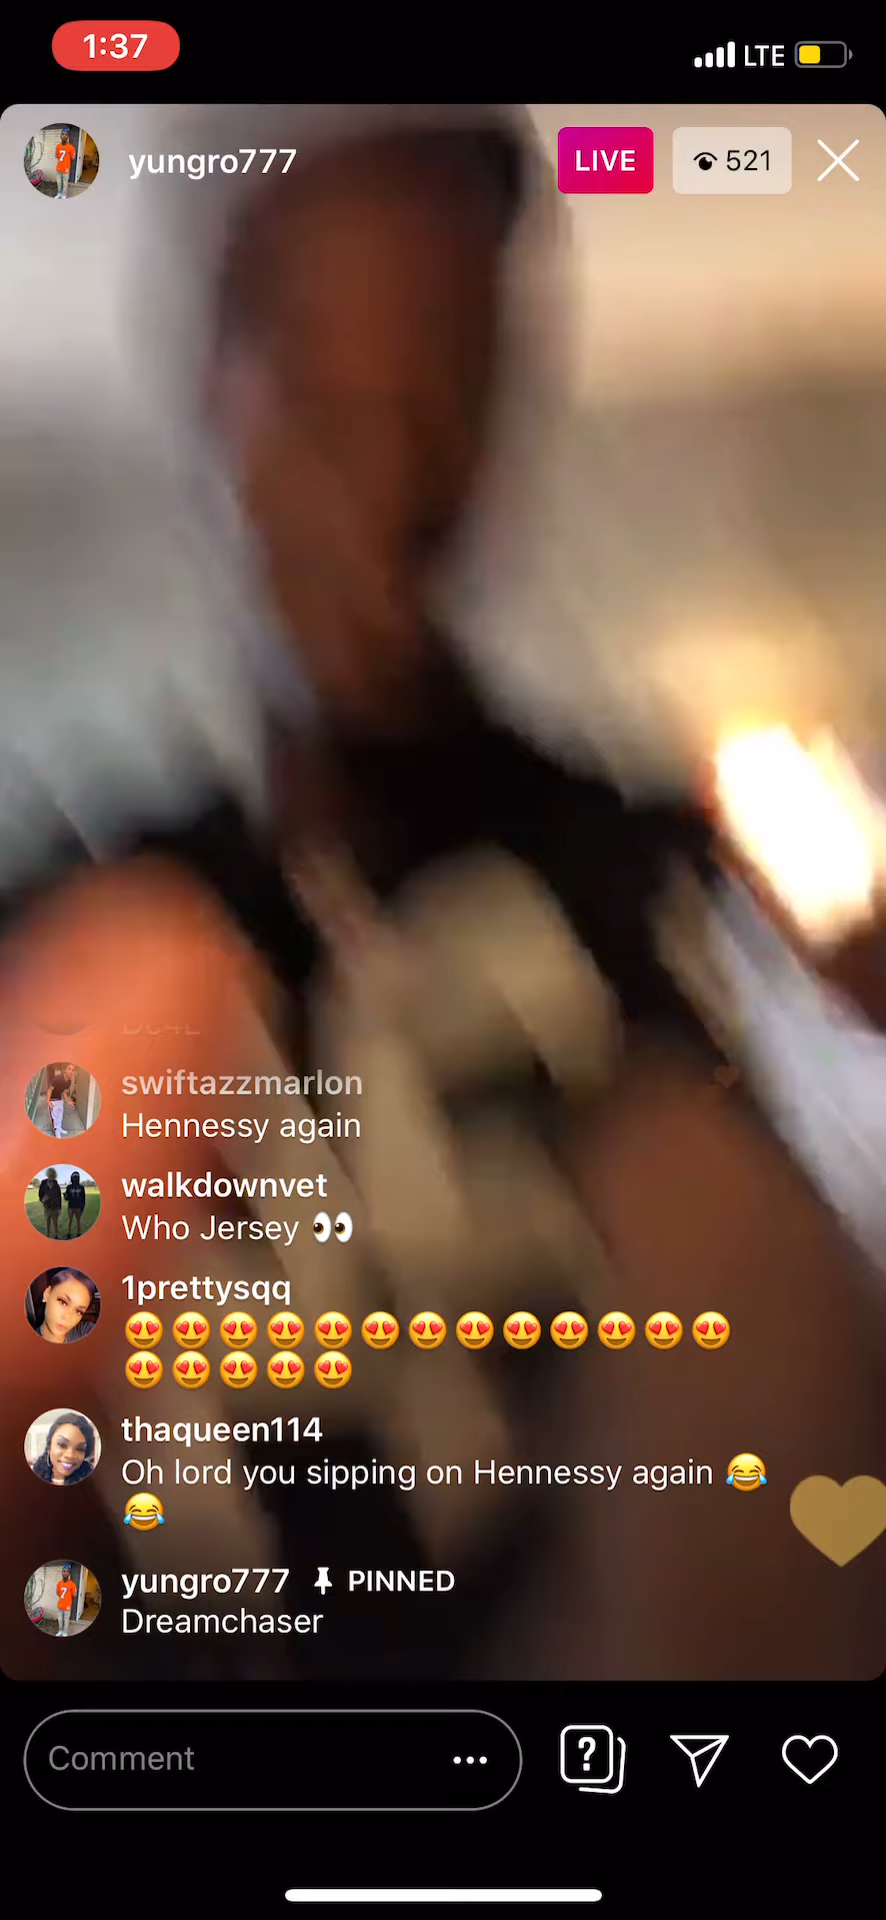 1:37
LTE
yungro777
LIVE
521
swiftazzmarlon
Hennessy again
walkdownvet
Who Jersey 👀
1prettysqq
😍😍😍😍😍😍😍😍😍😍😍😍😍
😍😍😍😍😍
thaqueen114
Oh lord you sipping on Hennessy again 😂
😂
yungro777 PINNED
Dreamchaser
Comment